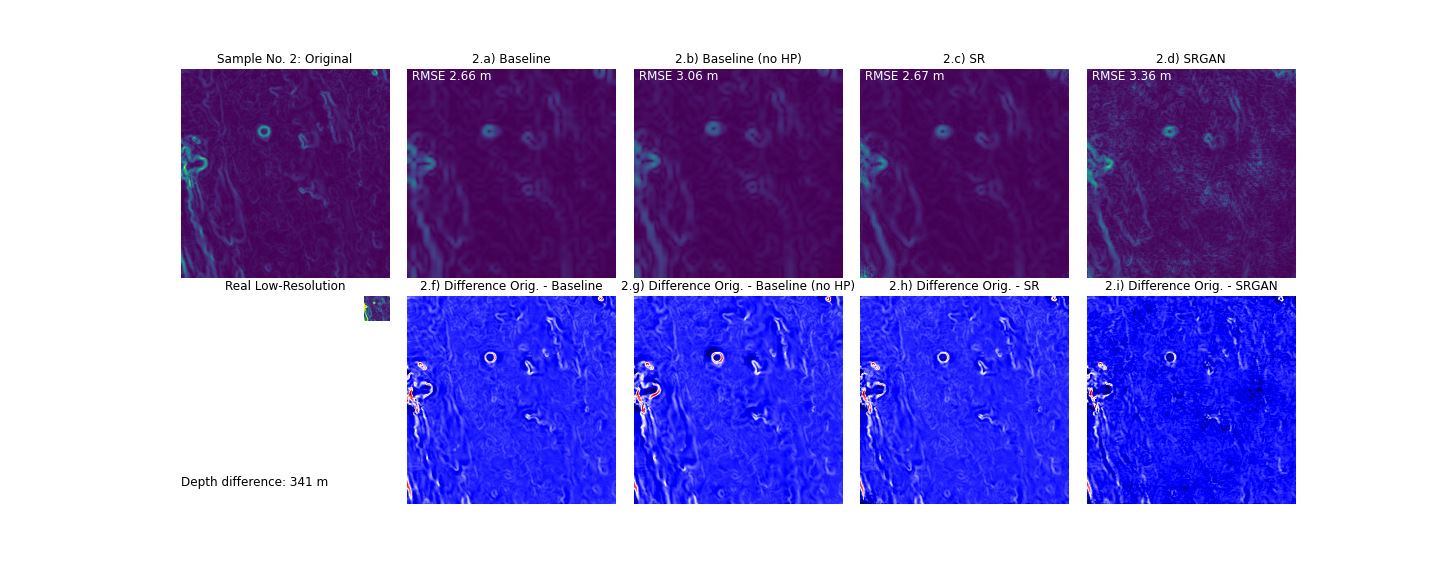 Sample No. 2: Original
2.a) Baseline
2.b) Baseline (no HP)
2.c) SR
2.d) SRGAN
RMSE 2.66 m
RMSE 3.06 m
RMSE 2.67 m
RMSE 3.36 m
Real Low-Resolution
2.f) Difference Orig. - Baseline
2.g) Difference Orig. - Baseline (no HP)
2.h) Difference Orig. - SR
2.i) Difference Orig. - SRGAN
Depth difference: 341 m